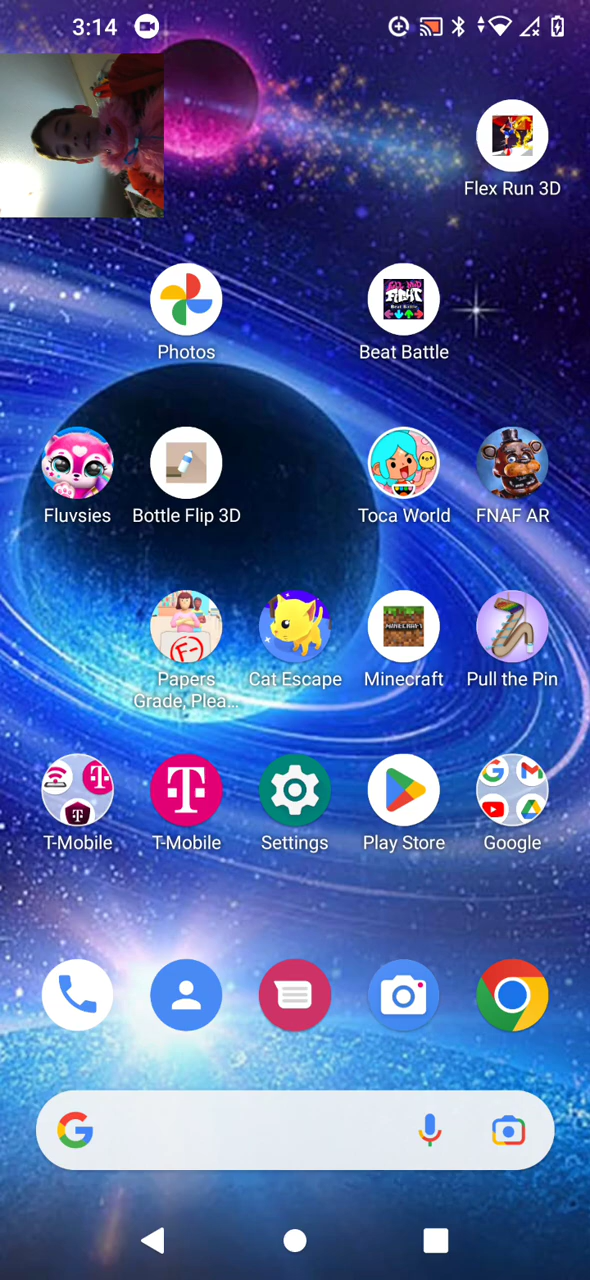 3:14
Flex Run 3D
Photos
Beat Battle
Fluvsies
Bottle Flip 3D
Toca World
FNAF AR
F-
MINECRAFT
Papers
Grade, Plea...
Cat Escape
Minecraft
Pull the Pin
T-Mobile
T-Mobile
Settings
Play Store
Google